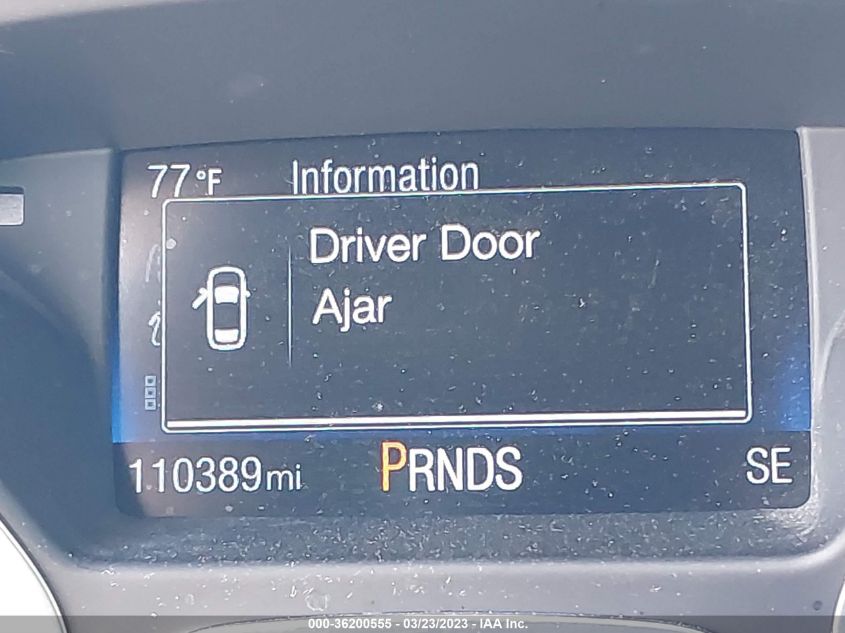 77°F Information
Driver Door
Ajar
110389mi PRNDS SE
000-36200555 - 03/23/2023 - IAA Inc.